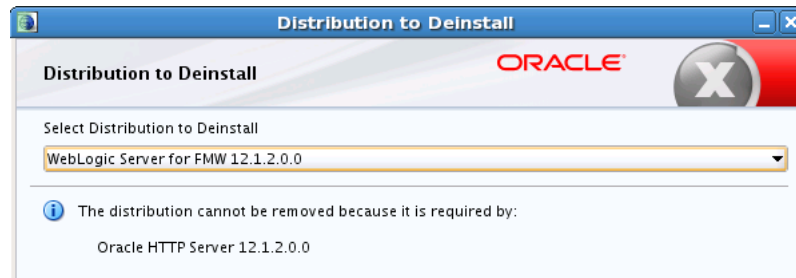 Distribution to Deinstall
Distribution to Deinstall
ORACLE
Select Distribution to Deinstall
WebLogic Server for FMW 12.1.2.0.0
The distribution cannot be removed because it is required by:
Oracle HTTP Server 12.1.2.0.0